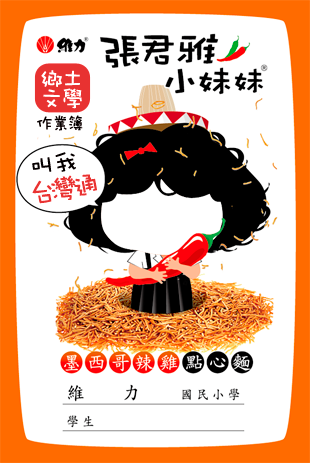 維力
張君雅
小妹妹®
鄉土
文學
作業簿
叫我
台灣通
墨西哥辣雞點心麵
維 力 國民小學
學生